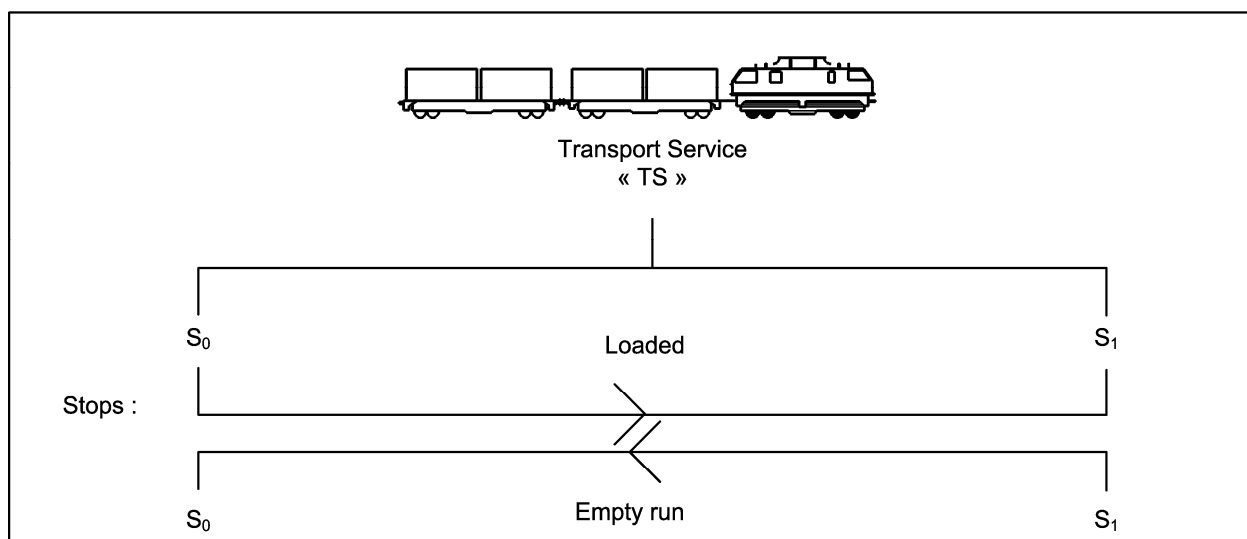 Transport Service
« TS »
S₀
Loaded
S₁
Stops :
S₀
Empty run
S₁